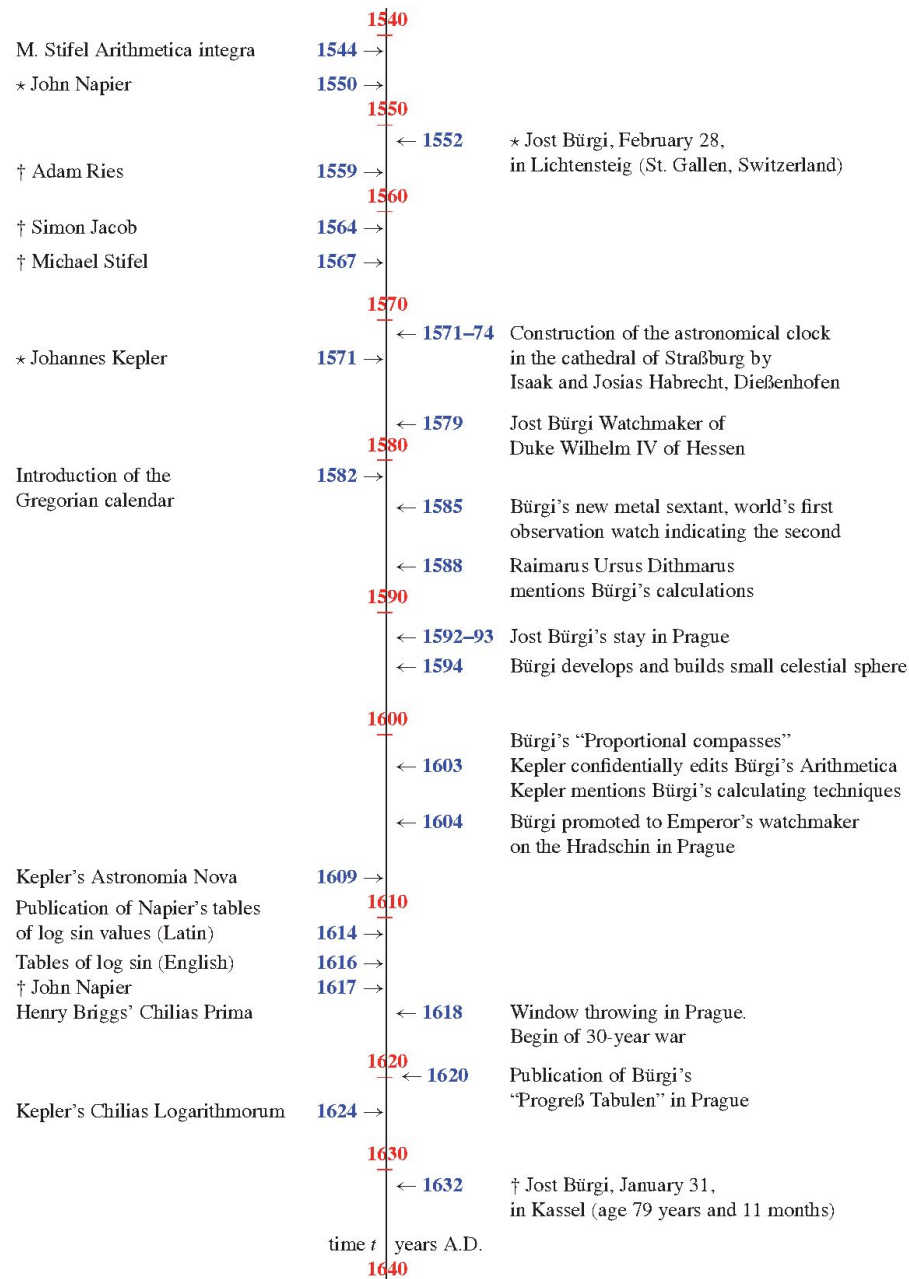 1540
M. Stifel Arithmetica integra 1544 →
⋆ John Napier 1550 →
1550
← 1552 ⋆ Jost Bürgi, February 28,
in Lichtensteig (St. Gallen, Switzerland)
† Adam Ries 1559 →
1560
† Simon Jacob 1564 →
† Michael Stifel 1567 →
1570
← 1571–74 Construction of the astronomical clock
in the cathedral of Straßburg by
Isaak and Josias Habrecht, Dießenhofen
⋆ Johannes Kepler 1571 →
← 1579 Jost Bürgi Watchmaker of
Duke Wilhelm IV of Hessen
1580
Introduction of the 1582 →
Gregorian calendar
← 1585 Bürgi’s new metal sextant, world’s first
observation watch indicating the second
← 1588 Raimarus Ursus Dithmarus
mentions Bürgi’s calculations
1590
← 1592–93 Jost Bürgi’s stay in Prague
← 1594 Bürgi develops and builds small celestial sphere
1600
Bürgi’s “Proportional compasses”
← 1603 Kepler confidentially edits Bürgi’s Arithmetica
Kepler mentions Bürgi’s calculating techniques
← 1604 Bürgi promoted to Emperor’s watchmaker
on the Hradschin in Prague
Kepler’s Astronomia Nova 1609 →
1610
Publication of Napier’s tables
of log sin values (Latin) 1614 →
Tables of log sin (English) 1616 →
† John Napier 1617 →
Henry Briggs’ Chilias Prima
← 1618 Window throwing in Prague.
Begin of 30-year war
1620
← 1620 Publication of Bürgi’s
“Progreß Tabulen” in Prague
Kepler’s Chilias Logarithmorum 1624 →
1630
← 1632 † Jost Bürgi, January 31,
in Kassel (age 79 years and 11 months)
time t years A.D.
1640